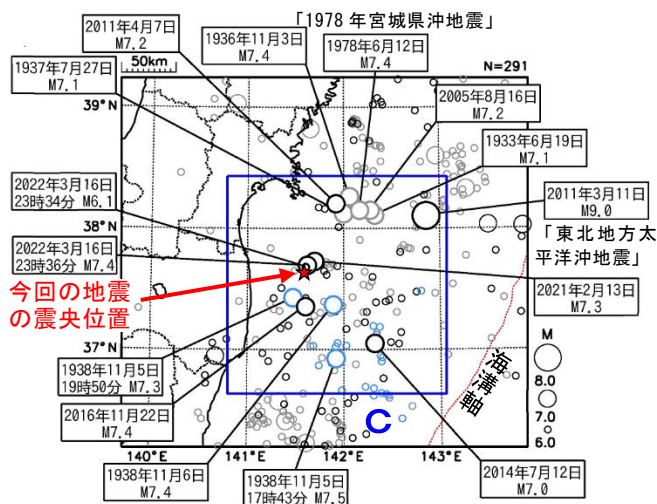 「1978 年宮城県沖地震」
2011年4月7日
M7.2
1936年11月3日
M7.4
1978年6月12日
M7.4
1937年7月27日
M7.1
50km
N=291
2005年8月16日
M7.2
39°N
1933年6月19日
M7.1
2022年3月16日
23時34分 M6.1
2011年3月11日
M9.0
38°N
「東北地方太
平洋沖地震」
2022年3月16日
23時36分 M7.4
今回の地震
の震央位置
2021年2月13日
M7.3
37°N
1938年11月5日
19時50分 M7.3
海溝軸
M
8.0
7.0
6.0
2016年11月22日
M7.4
C
140°E
141°E
142°E
143°E
1938年11月6日
M7.4
1938年11月5日
17時43分 M7.5
2014年7月12日
M7.0